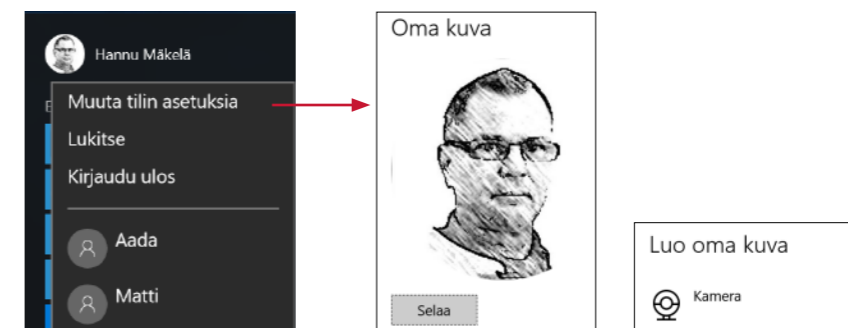 Hannu Mäkelä
Muuta tilin asetuksia
Lukitse
Kirjaudu ulos
Aada
Matti
Oma kuva
Selaa
Luo oma kuva
Kamera